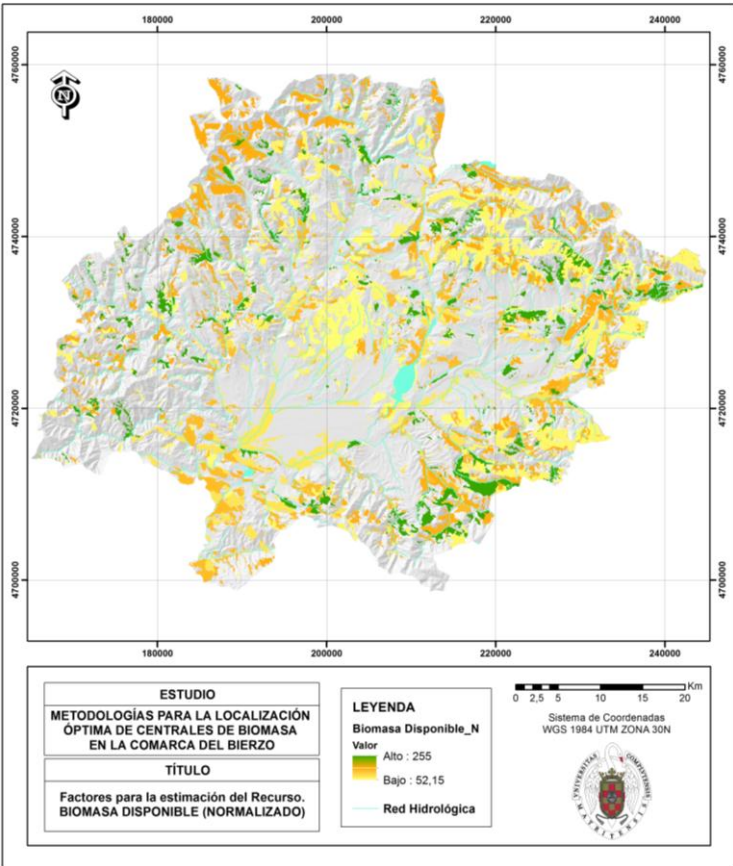 180000 200000 220000 240000
4760000 4760000
N
4740000 4740000
4720000 4720000
4700000 4700000
180000 200000 220000 240000
ESTUDIO
METODOLOGÍAS PARA LA LOCALIZACIÓN
ÓPTIMA DE CENTRALES DE BIOMASA
EN LA COMARCA DEL BIERZO
TÍTULO
Factores para la estimación del Recurso.
BIOMASA DISPONIBLE (NORMALIZADO)
LEYENDA
Biomasa Disponible_N
Valor
Alto : 255
Bajo : 52,15
Red Hidrológica
Km
0 2,5 5 10 15 20
Sistema de Coordenadas
WGS 1984 UTM ZONA 30N
UNIVERSITAS COMPLUTENSIS
MATRITENSIS